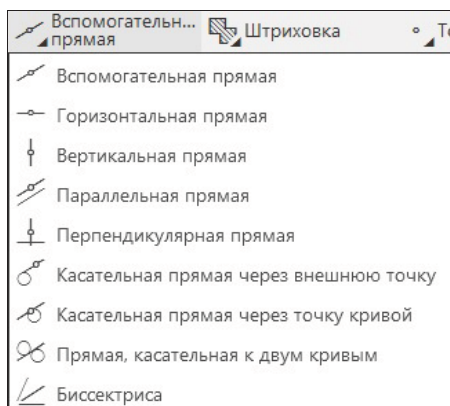 Вспомогательн... Штриховка
прямая
Вспомогательная прямая
Горизонтальная прямая
Вертикальная прямая
Параллельная прямая
Перпендикулярная прямая
Касательная прямая через внешнюю точку
Касательная прямая через точку кривой
Прямая, касательная к двум кривым
Биссектриса